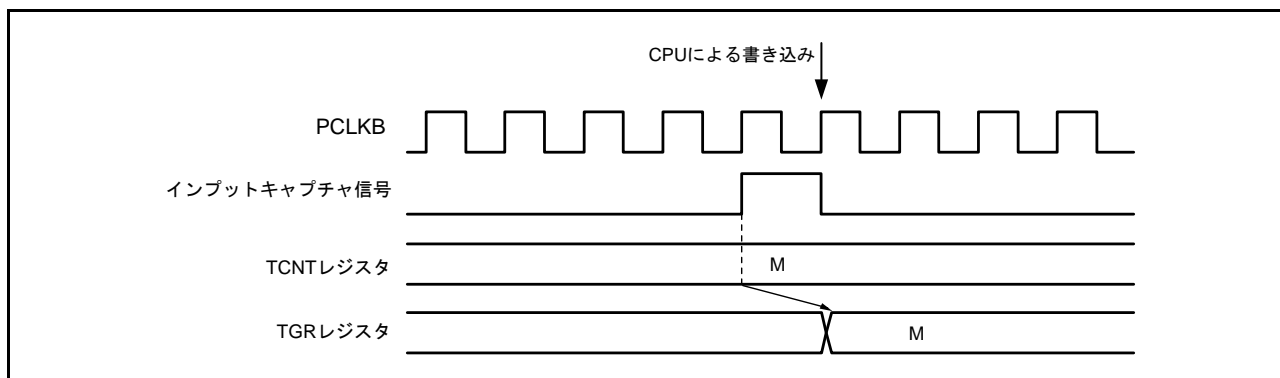 CPUによる書き込み
PCLKB
インプットキャプチャ信号
TCNTレジスタ
M
TGRレジスタ
M